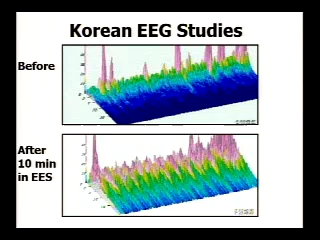 Korean EEG Studies
Before
After
10 min
in EES